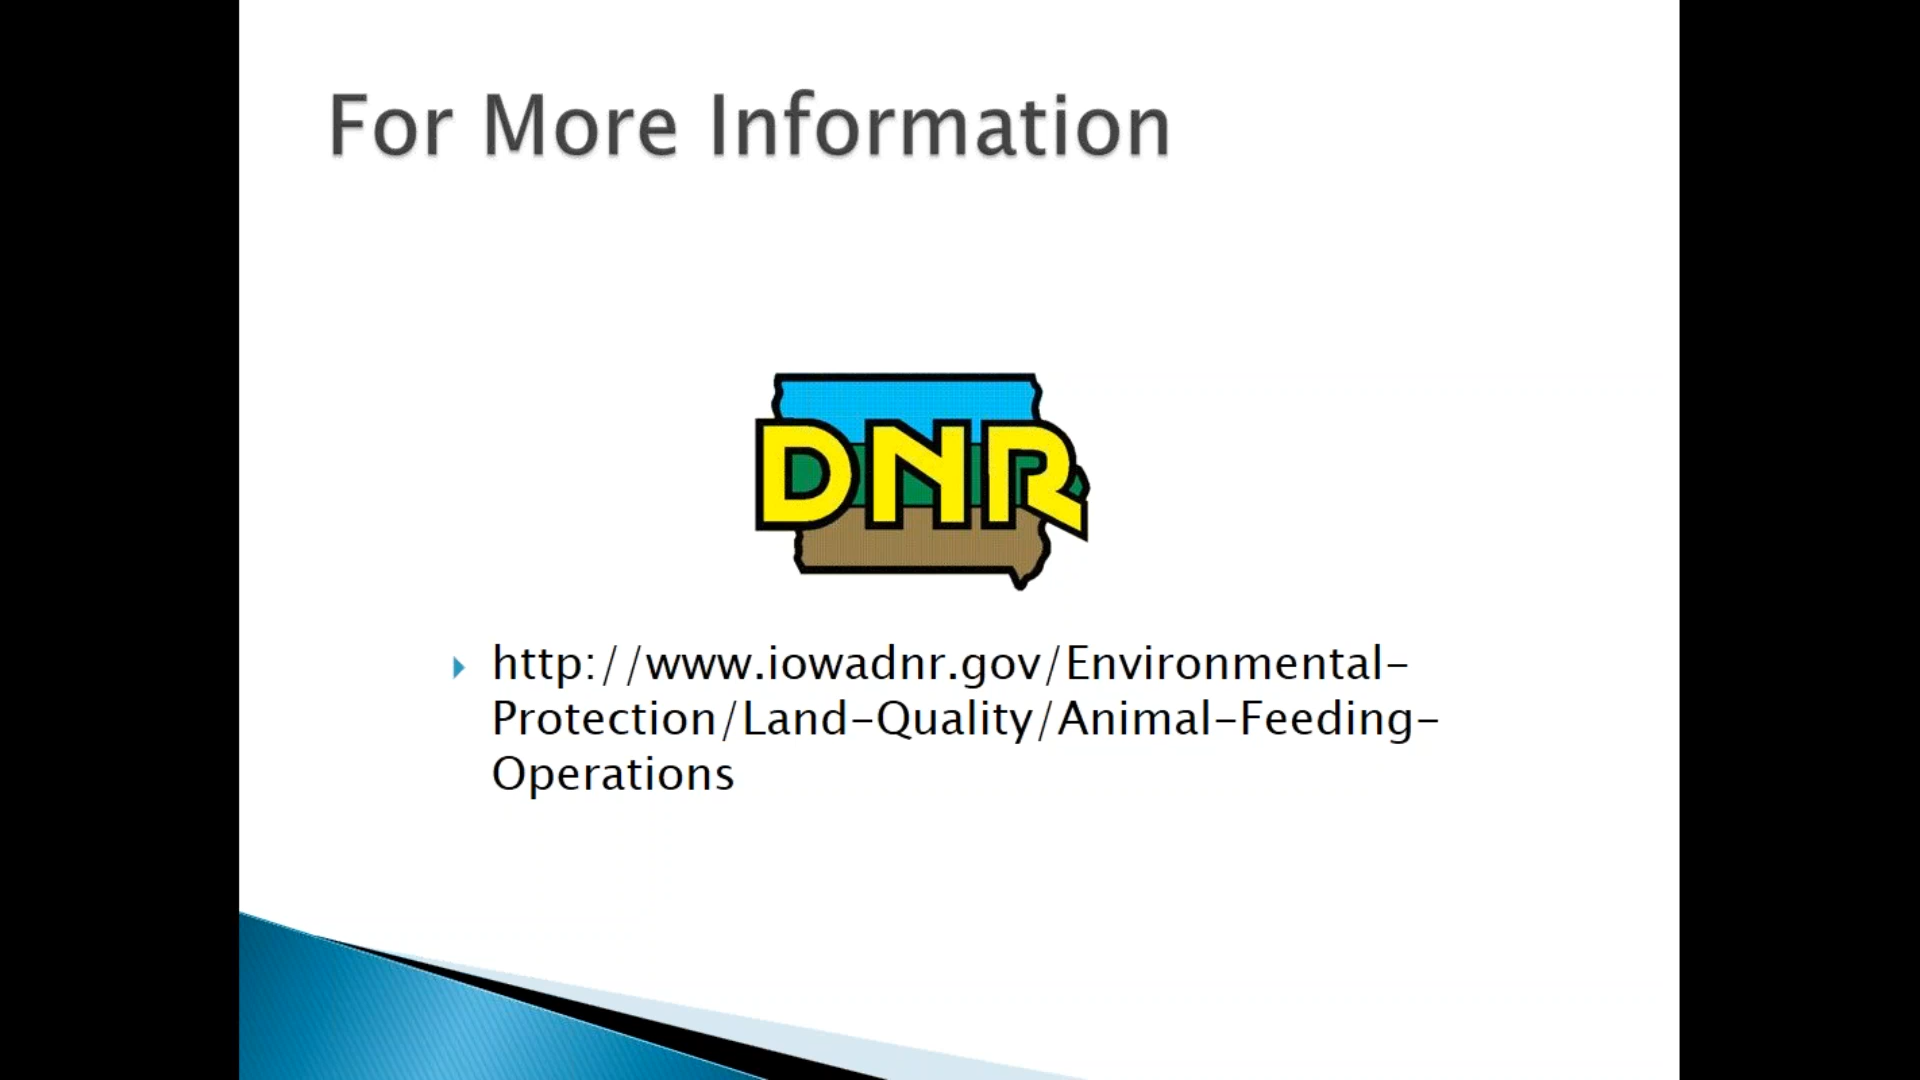 For More Information
DNR
http://www.iowadnr.gov/Environmental-
Protection/Land-Quality/Animal-Feeding-
Operations